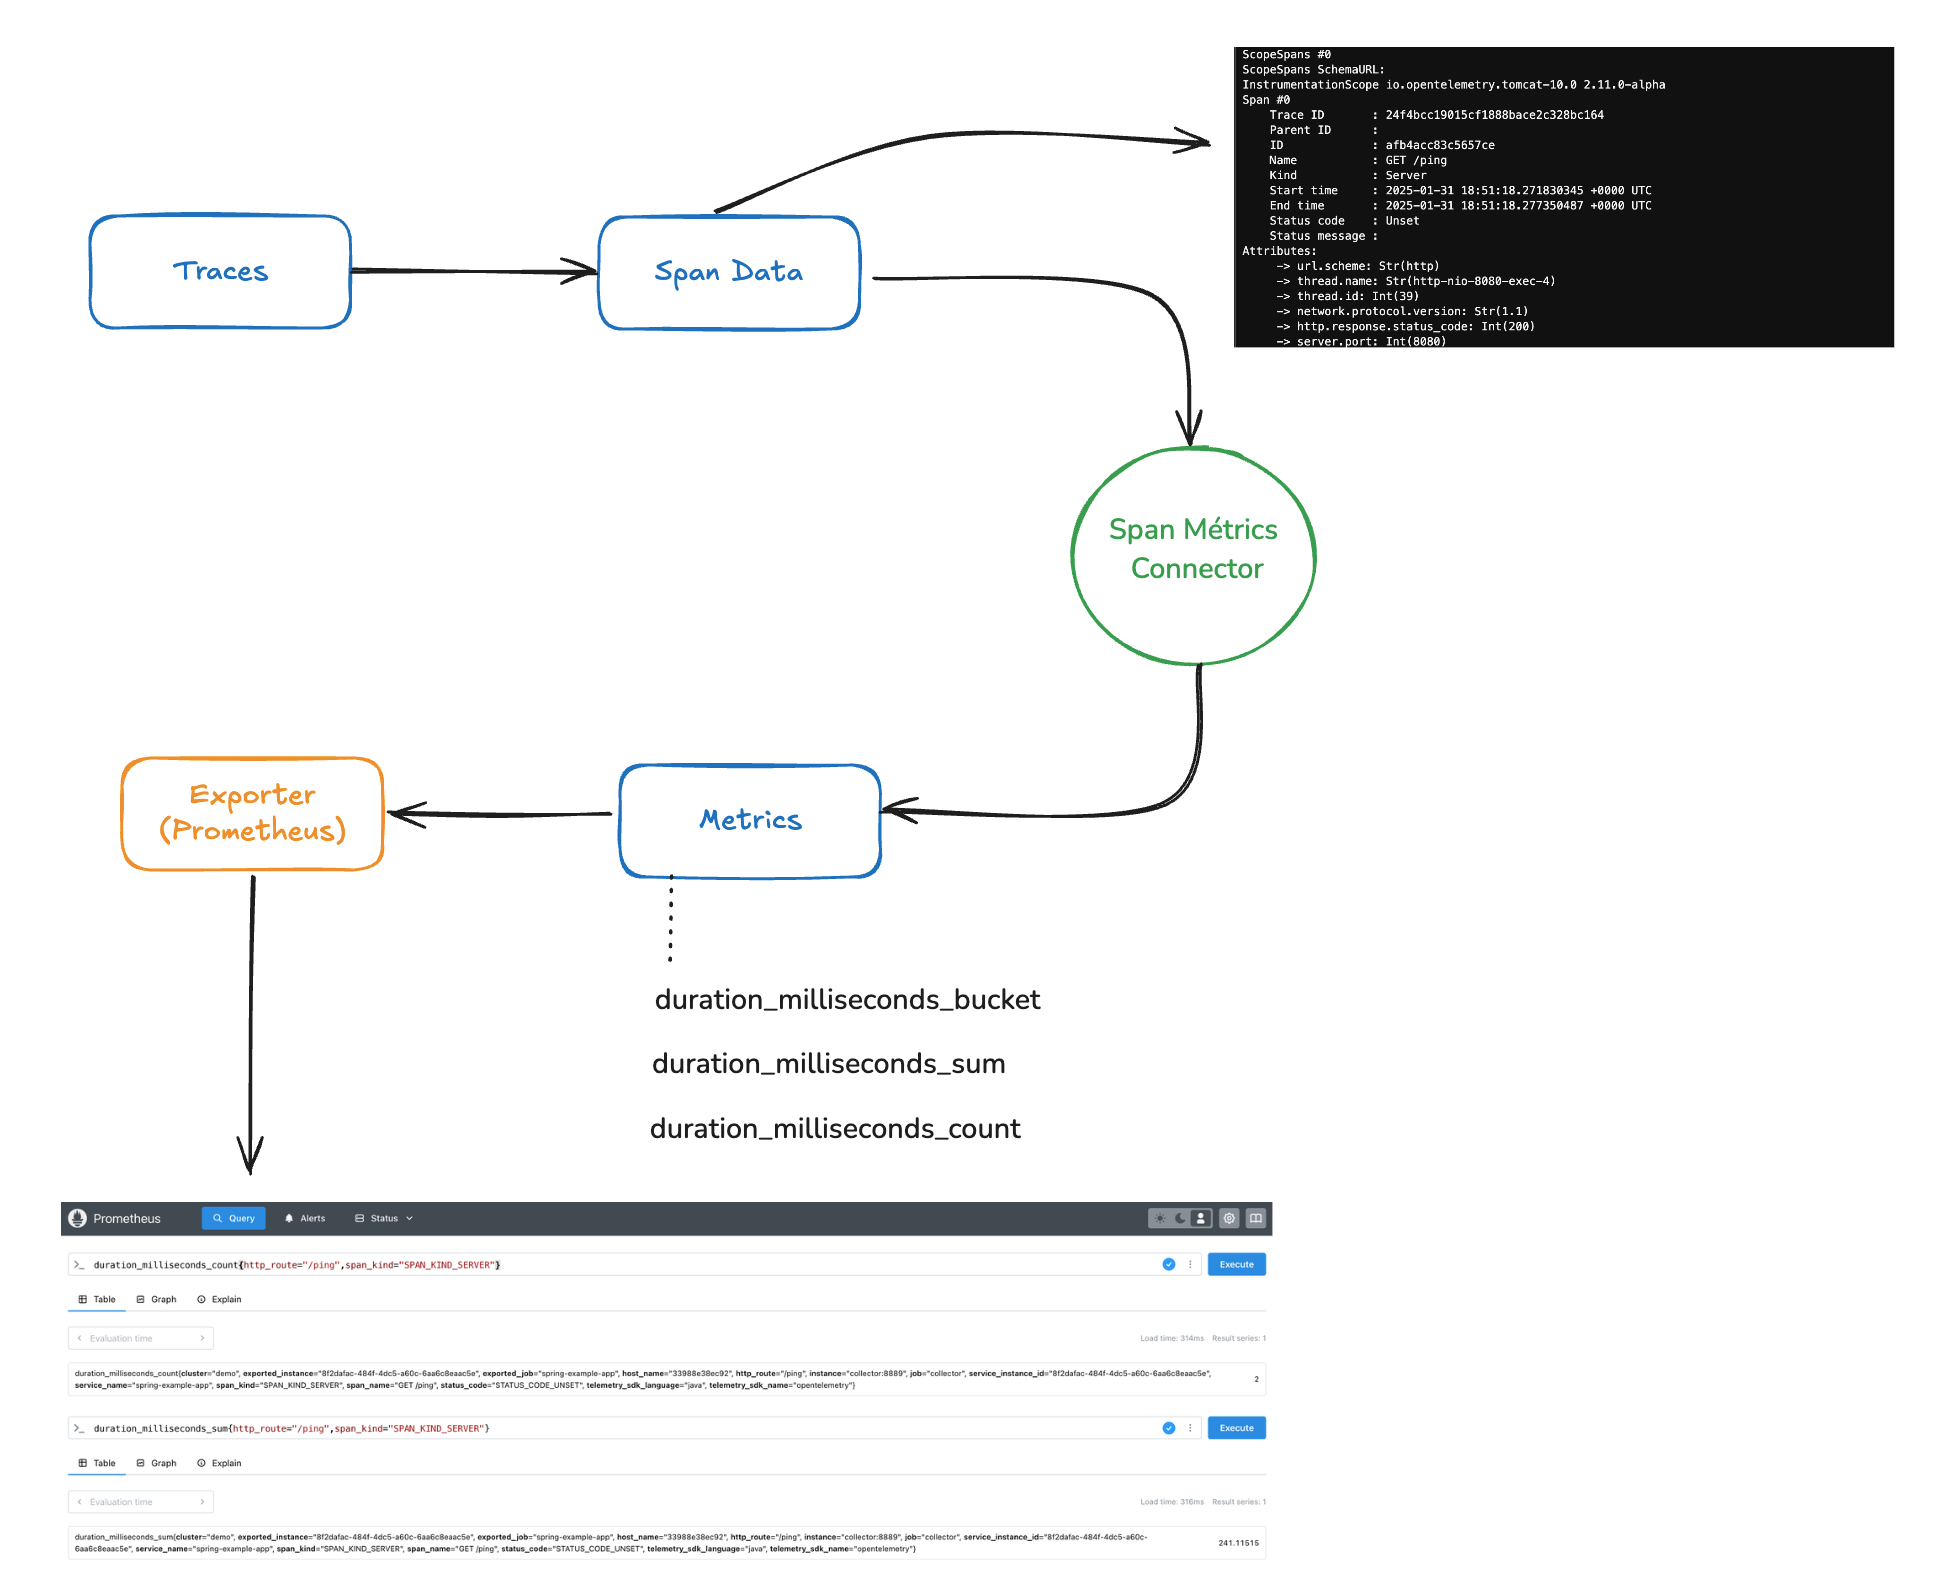 ScopeSpans #0
ScopeSpans SchemaURL:
InstrumentationScope io.opentelemetry.tomcat-10.0 2.11.0-alpha
Span #0
Trace ID : 24f4bcc19015cf1888bace2c328bc164
Parent ID :
ID : afb4acc83c5657ce
Name : GET /ping
Kind : Server
Start time : 2025-01-31 18:51:18.271830345 +0000 UTC
End time : 2025-01-31 18:51:18.277350487 +0000 UTC
Status code : Unset
Status message :
Attributes:
-> url.scheme: Str(http)
-> thread.name: Str(http-nio-8080-exec-4)
-> thread.id: Int(39)
-> network.protocol.version: Str(1.1)
-> http.response.status_code: Int(200)
-> server.port: Int(8080)
Traces
Span Data
Span Métrics
Connector
Exporter
(Prometheus)
Metrics
duration_milliseconds_bucket
duration_milliseconds_sum
duration_milliseconds_count
Prometheus Query Alerts Status
>_ duration_milliseconds_count{http_route="/ping",span_kind="SPAN_KIND_SERVER"} Execute
Table Graph Explain
< Evaluation time > Load time: 314ms Result series: 1
duration_milliseconds_count{cluster="demo", exported_instance="8f2dafac-484f-4dc5-a60c-6aa6c8eaac5e", exported_job="spring-example-app", host_name="33988e38ec92", http_route="/ping", instance="collector:8889", job="collector", service_instance_id="8f2dafac-484f-4dc5-a60c-6aa6c8eaac5e",
service_name="spring-example-app", span_kind="SPAN_KIND_SERVER", span_name="GET /ping", status_code="STATUS_CODE_UNSET", telemetry_sdk_language="java", telemetry_sdk_name="opentelemetry"} 2
>_ duration_milliseconds_sum{http_route="/ping",span_kind="SPAN_KIND_SERVER"} Execute
Table Graph Explain
< Evaluation time > Load time: 316ms Result series: 1
duration_milliseconds_sum{cluster="demo", exported_instance="8f2dafac-484f-4dc5-a60c-6aa6c8eaac5e", exported_job="spring-example-app", host_name="33988e38ec92", http_route="/ping", instance="collector:8889", job="collector", service_instance_id="8f2dafac-484f-4dc5-a60c-
6aa6c8eaac5e", service_name="spring-example-app", span_kind="SPAN_KIND_SERVER", span_name="GET /ping", status_code="STATUS_CODE_UNSET", telemetry_sdk_language="java", telemetry_sdk_name="opentelemetry"} 241.11515